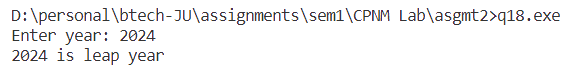 D:\personal\btech-JU\assignments\sem1\CPNM Lab\asgmt2>q18.exe
Enter year: 2024
2024 is leap year